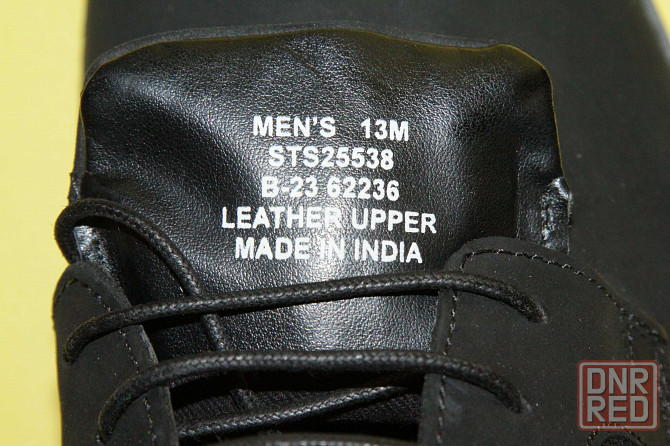 MEN'S 13M
STS25538
B-23 62236
LEATHER UPPER
MADE IN INDIA
DNR
RED